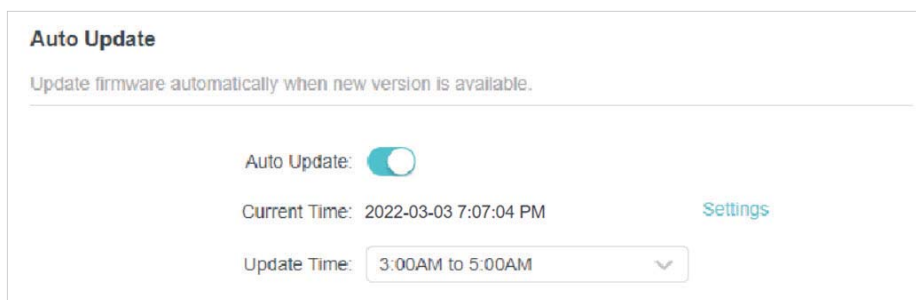 Auto Update
Update firmware automatically when new version is available.
Auto Update:
Current Time: 2022-03-03 7:07:04 PM Settings
Update Time: 3:00AM to 5:00AM